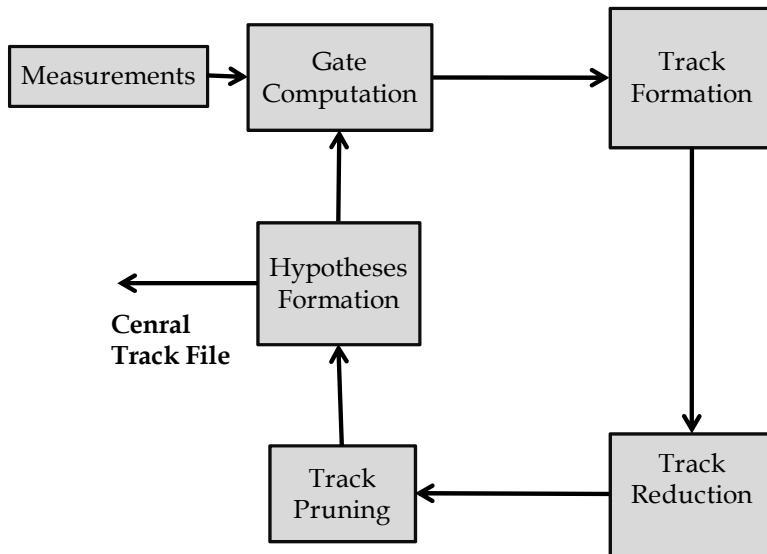 Measurements
Gate
Computation
Track
Formation
Hypotheses
Formation
Cenral
Track File
Track
Pruning
Track
Reduction